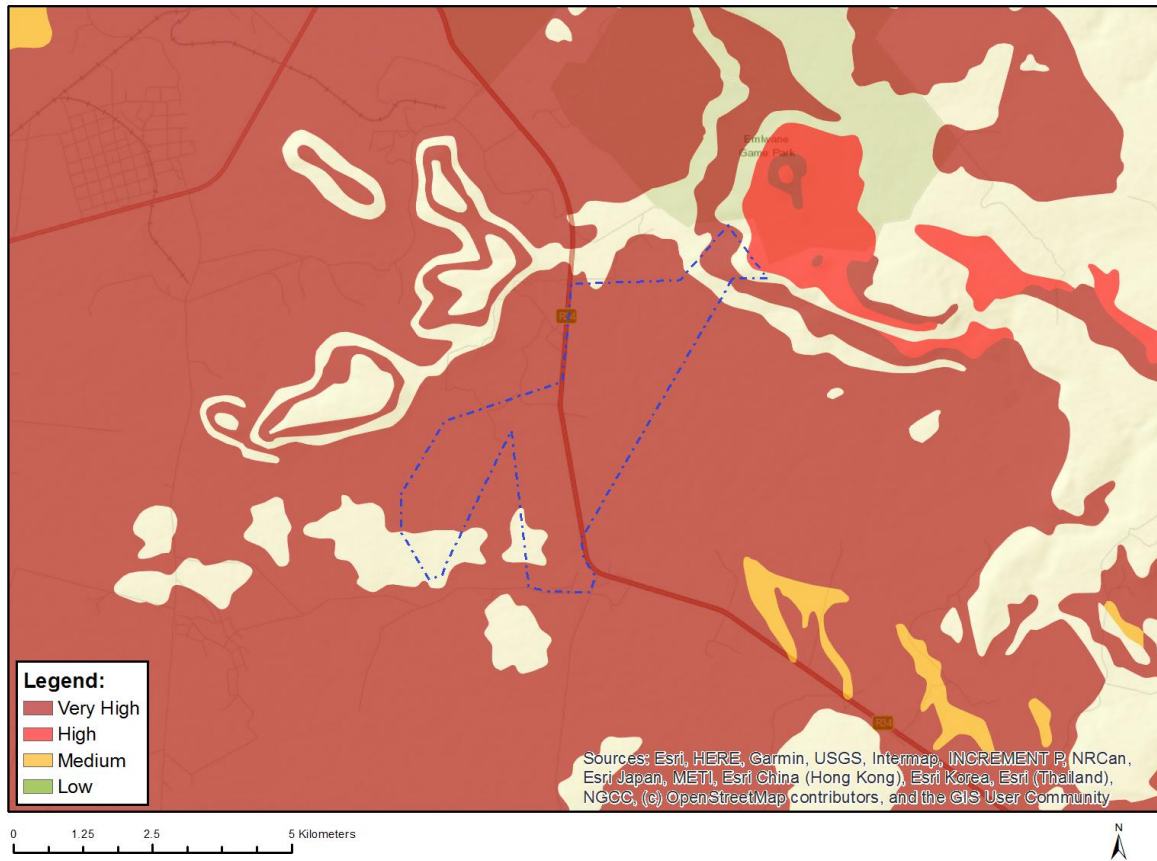 Emlwane
Game Park
R34
R34
Legend:
Very High
High
Medium
Low
Sources: Esri, HERE, Garmin, USGS, Intermap, INCREMENT P, NRCan,
Esri Japan, METI, Esri China (Hong Kong), Esri Korea, Esri (Thailand),
NGCC, (c) OpenStreetMap contributors, and the GIS User Community
0 1.25 2.5 5 Kilometers
N